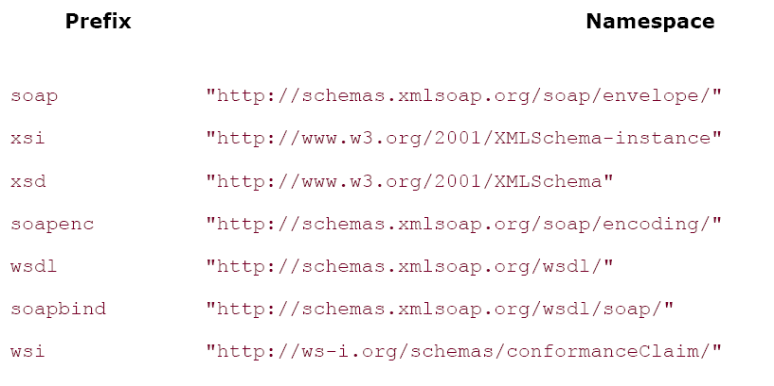 Prefix Namespace
soap "http://schemas.xmlsoap.org/soap/envelope/"
xsi "http://www.w3.org/2001/XMLSchema-instance"
xsd "http://www.w3.org/2001/XMLSchema"
soapenc "http://schemas.xmlsoap.org/soap/encoding/"
wsdl "http://schemas.xmlsoap.org/wsdl/"
soapbind "http://schemas.xmlsoap.org/wsdl/soap/"
wsi "http://ws-i.org/schemas/conformanceClaim/"